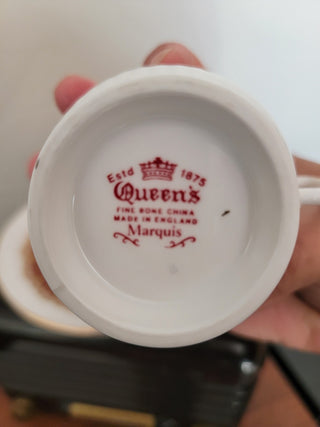 Estd 1875
Queen's
FINE BONE CHINA
MADE IN ENGLAND
Marquis